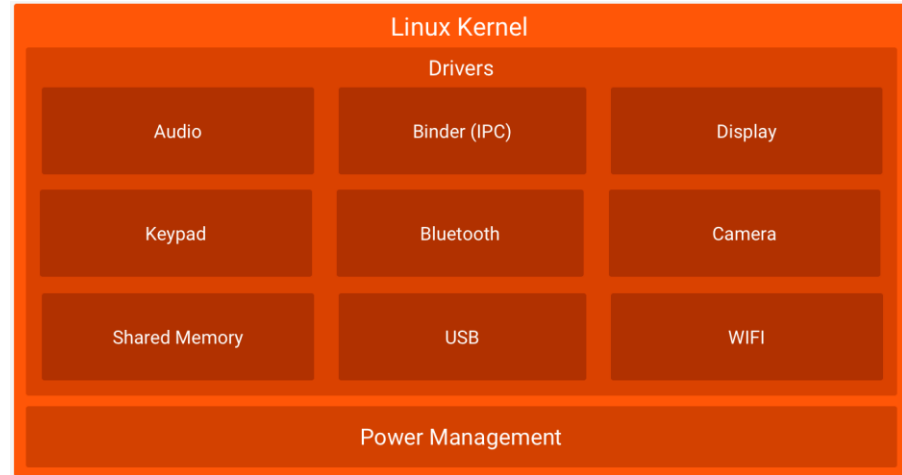 Linux Kernel
Drivers
Audio
Binder (IPC)
Display
Keypad
Bluetooth
Camera
Shared Memory
USB
WIFI
Power Management